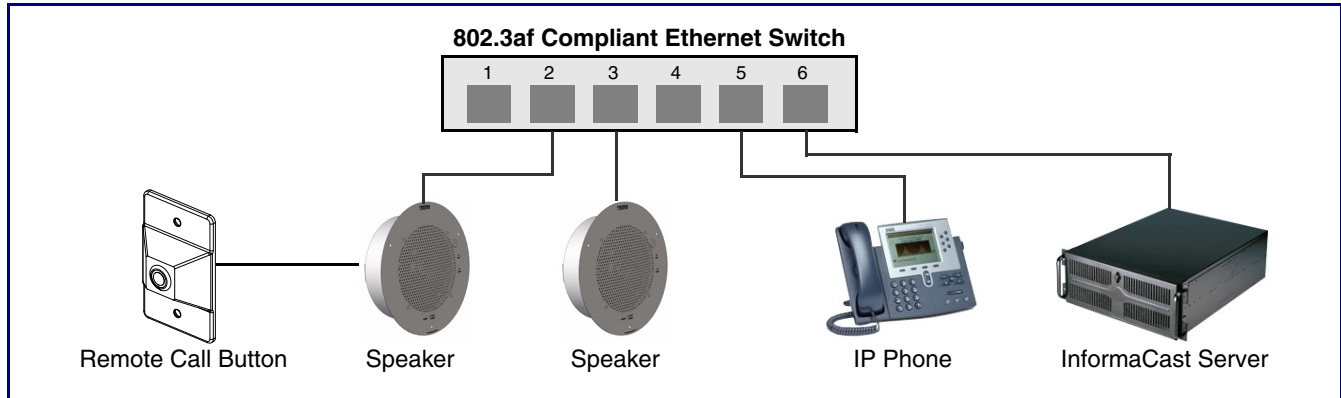 802.3af Compliant Ethernet Switch
1 2 3 4 5 6
Remote Call Button Speaker Speaker IP Phone InformaCast Server